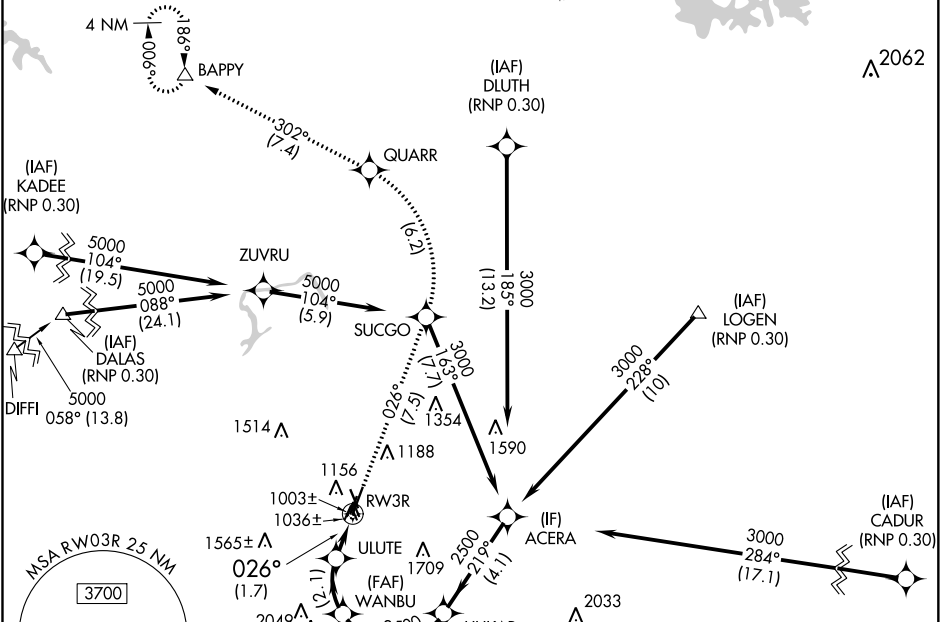 4 NM
186°
006°
BAPPY
302°
(7.4)
QUARR
(6.2)
(IAF)
DLUTH
(RNP 0.30)
2062
(IAF)
KADEE
(RNP 0.30)
5000
104°
(19.5)
ZUVRU
5000
088°
(24.1)
5000
104°
(5.9)
SUCGO
3000
185°
(13.2)
(IAF)
LOGEN
(RNP 0.30)
(IAF)
DALAS
(RNP 0.30)
DIFFI
5000
058° (13.8)
3000
163°
(7.7)
3000
228°
(10)
026°
(7.5)
1354
1514
1590
1188
1156
1003±
RW3R
1036±
1565±
026°
(1.7)
ULUTE
(2.1)
(FAF)
WANBU
1709
2500
219°
(4.1)
(IF)
ACERA
(IAF)
CADUR
(RNP 0.30)
3000
284°
(17.1)
MSA RW03R 25 NM
3700
2049
2033